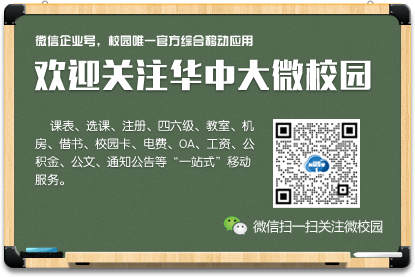 微信企业号，校园唯一官方综合移动应用
欢迎关注华中大微校园
课表、选课、注册、四六级、教室、机
房、借书、校园卡、电费、OA、工资、公
积金、公文、通知公告等“一站式”移动
服务。
微信扫一扫关注微校园